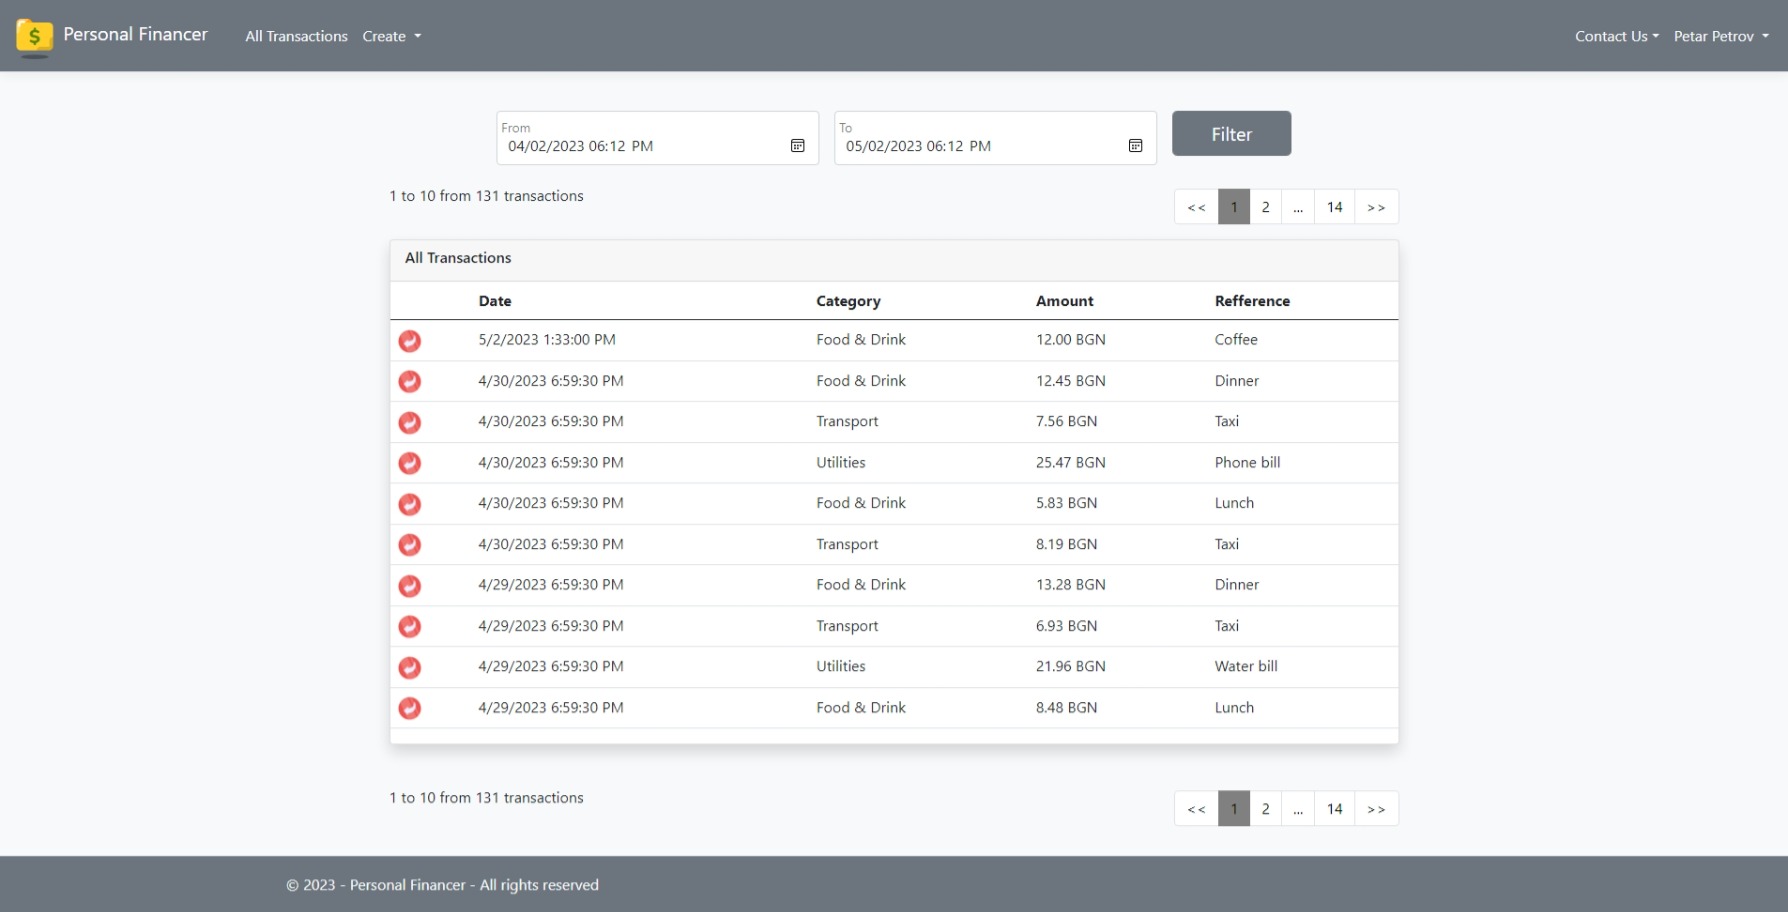 $ Personal Financer All Transactions Create Contact Us Petar Petrov
From To
04/02/2023 06:12 PM 05/02/2023 06:12 PM Filter
1 to 10 from 131 transactions << 1 2 ... 14 >>
All Transactions
Date Category Amount Refference
5/2/2023 1:33:00 PM Food & Drink 12.00 BGN Coffee
4/30/2023 6:59:30 PM Food & Drink 12.45 BGN Dinner
4/30/2023 6:59:30 PM Transport 7.56 BGN Taxi
4/30/2023 6:59:30 PM Utilities 25.47 BGN Phone bill
4/30/2023 6:59:30 PM Food & Drink 5.83 BGN Lunch
4/30/2023 6:59:30 PM Transport 8.19 BGN Taxi
4/29/2023 6:59:30 PM Food & Drink 13.28 BGN Dinner
4/29/2023 6:59:30 PM Transport 6.93 BGN Taxi
4/29/2023 6:59:30 PM Utilities 21.96 BGN Water bill
4/29/2023 6:59:30 PM Food & Drink 8.48 BGN Lunch
1 to 10 from 131 transactions << 1 2 ... 14 >>
© 2023 - Personal Financer - All rights reserved